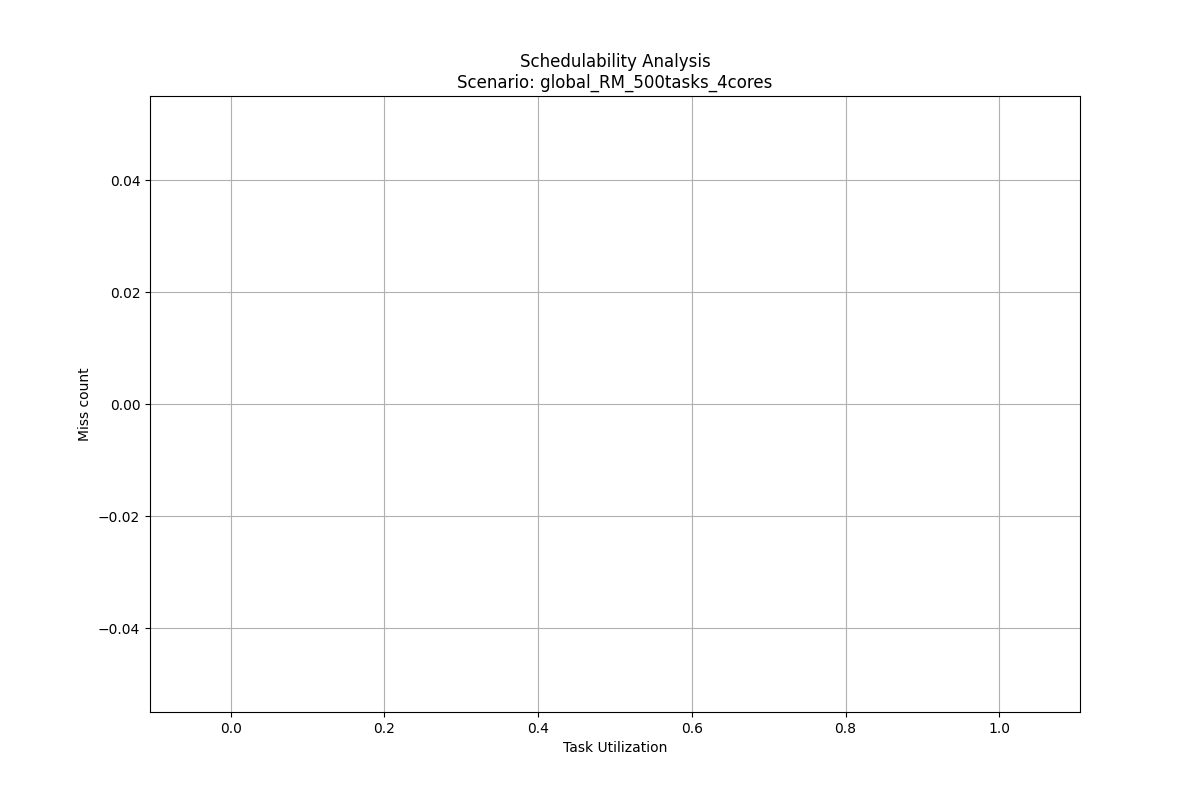 Schedulability Analysis
Scenario: global_RM_500tasks_4cores
0.04
0.02
0.00
−0.02
−0.04
Miss count
0.0 0.2 0.4 0.6 0.8 1.0
Task Utilization